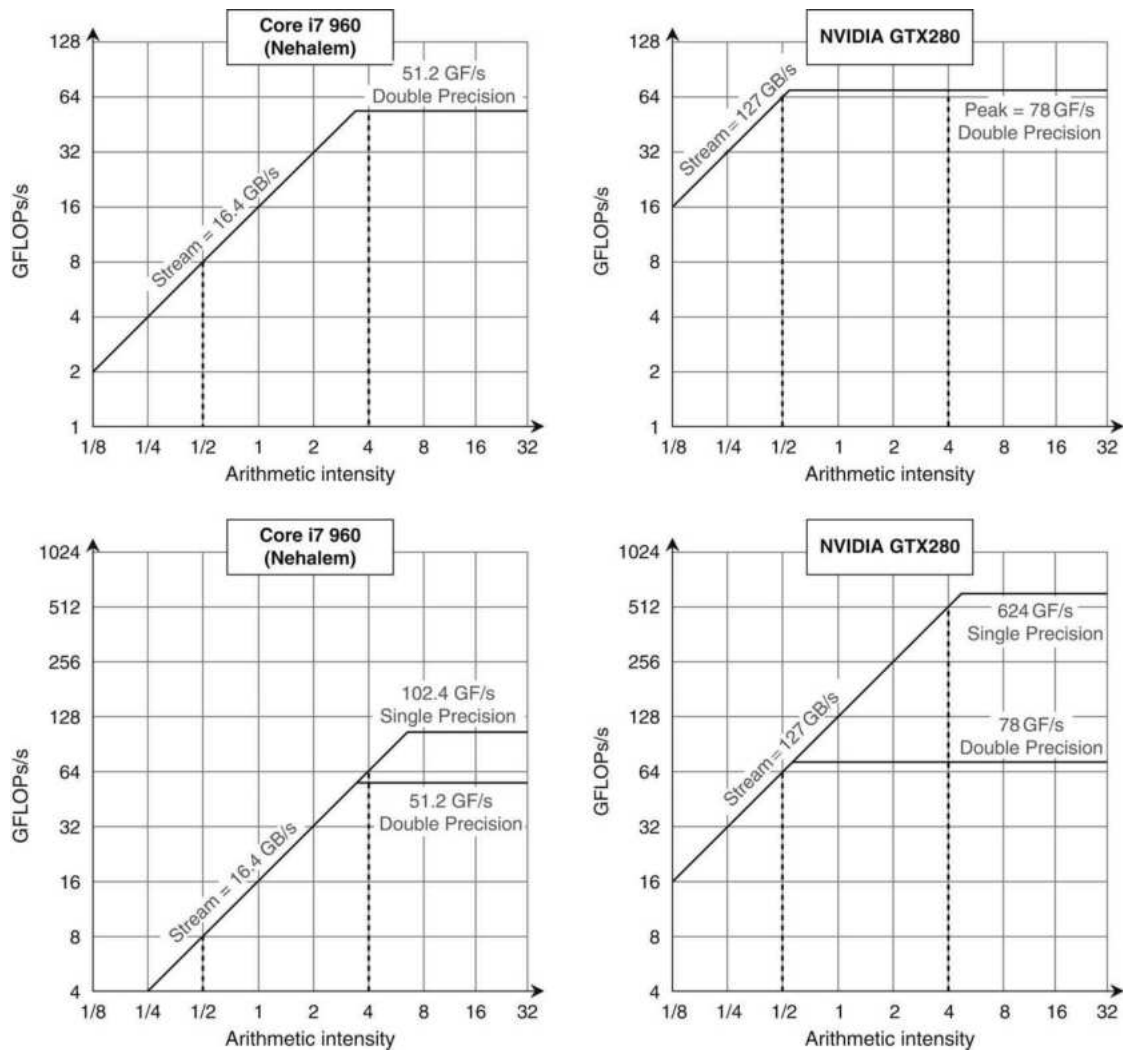 Core i7 960
(Nehalem)
128
64
32
16
8
4
2
1
GFLOPs/s
51.2 GF/s
Double Precision
Stream = 16.4 GB/s
1/8 1/4 1/2 1 2 4 8 16 32
Arithmetic intensity
NVIDIA GTX280
128
64
32
16
8
4
2
1
GFLOPs/s
Stream = 127 GB/s
Peak = 78 GF/s
Double Precision
1/8 1/4 1/2 1 2 4 8 16 32
Arithmetic intensity
Core i7 960
(Nehalem)
1024
512
256
128
64
32
16
8
4
GFLOPs/s
102.4 GF/s
Single Precision
51.2 GF/s
Double Precision
Stream = 16.4 GB/s
1/8 1/4 1/2 1 2 4 8 16 32
Arithmetic intensity
NVIDIA GTX280
1024
512
256
128
64
32
16
8
4
GFLOPs/s
624 GF/s
Single Precision
78 GF/s
Double Precision
Stream = 127 GB/s
1/8 1/4 1/2 1 2 4 8 16 32
Arithmetic intensity